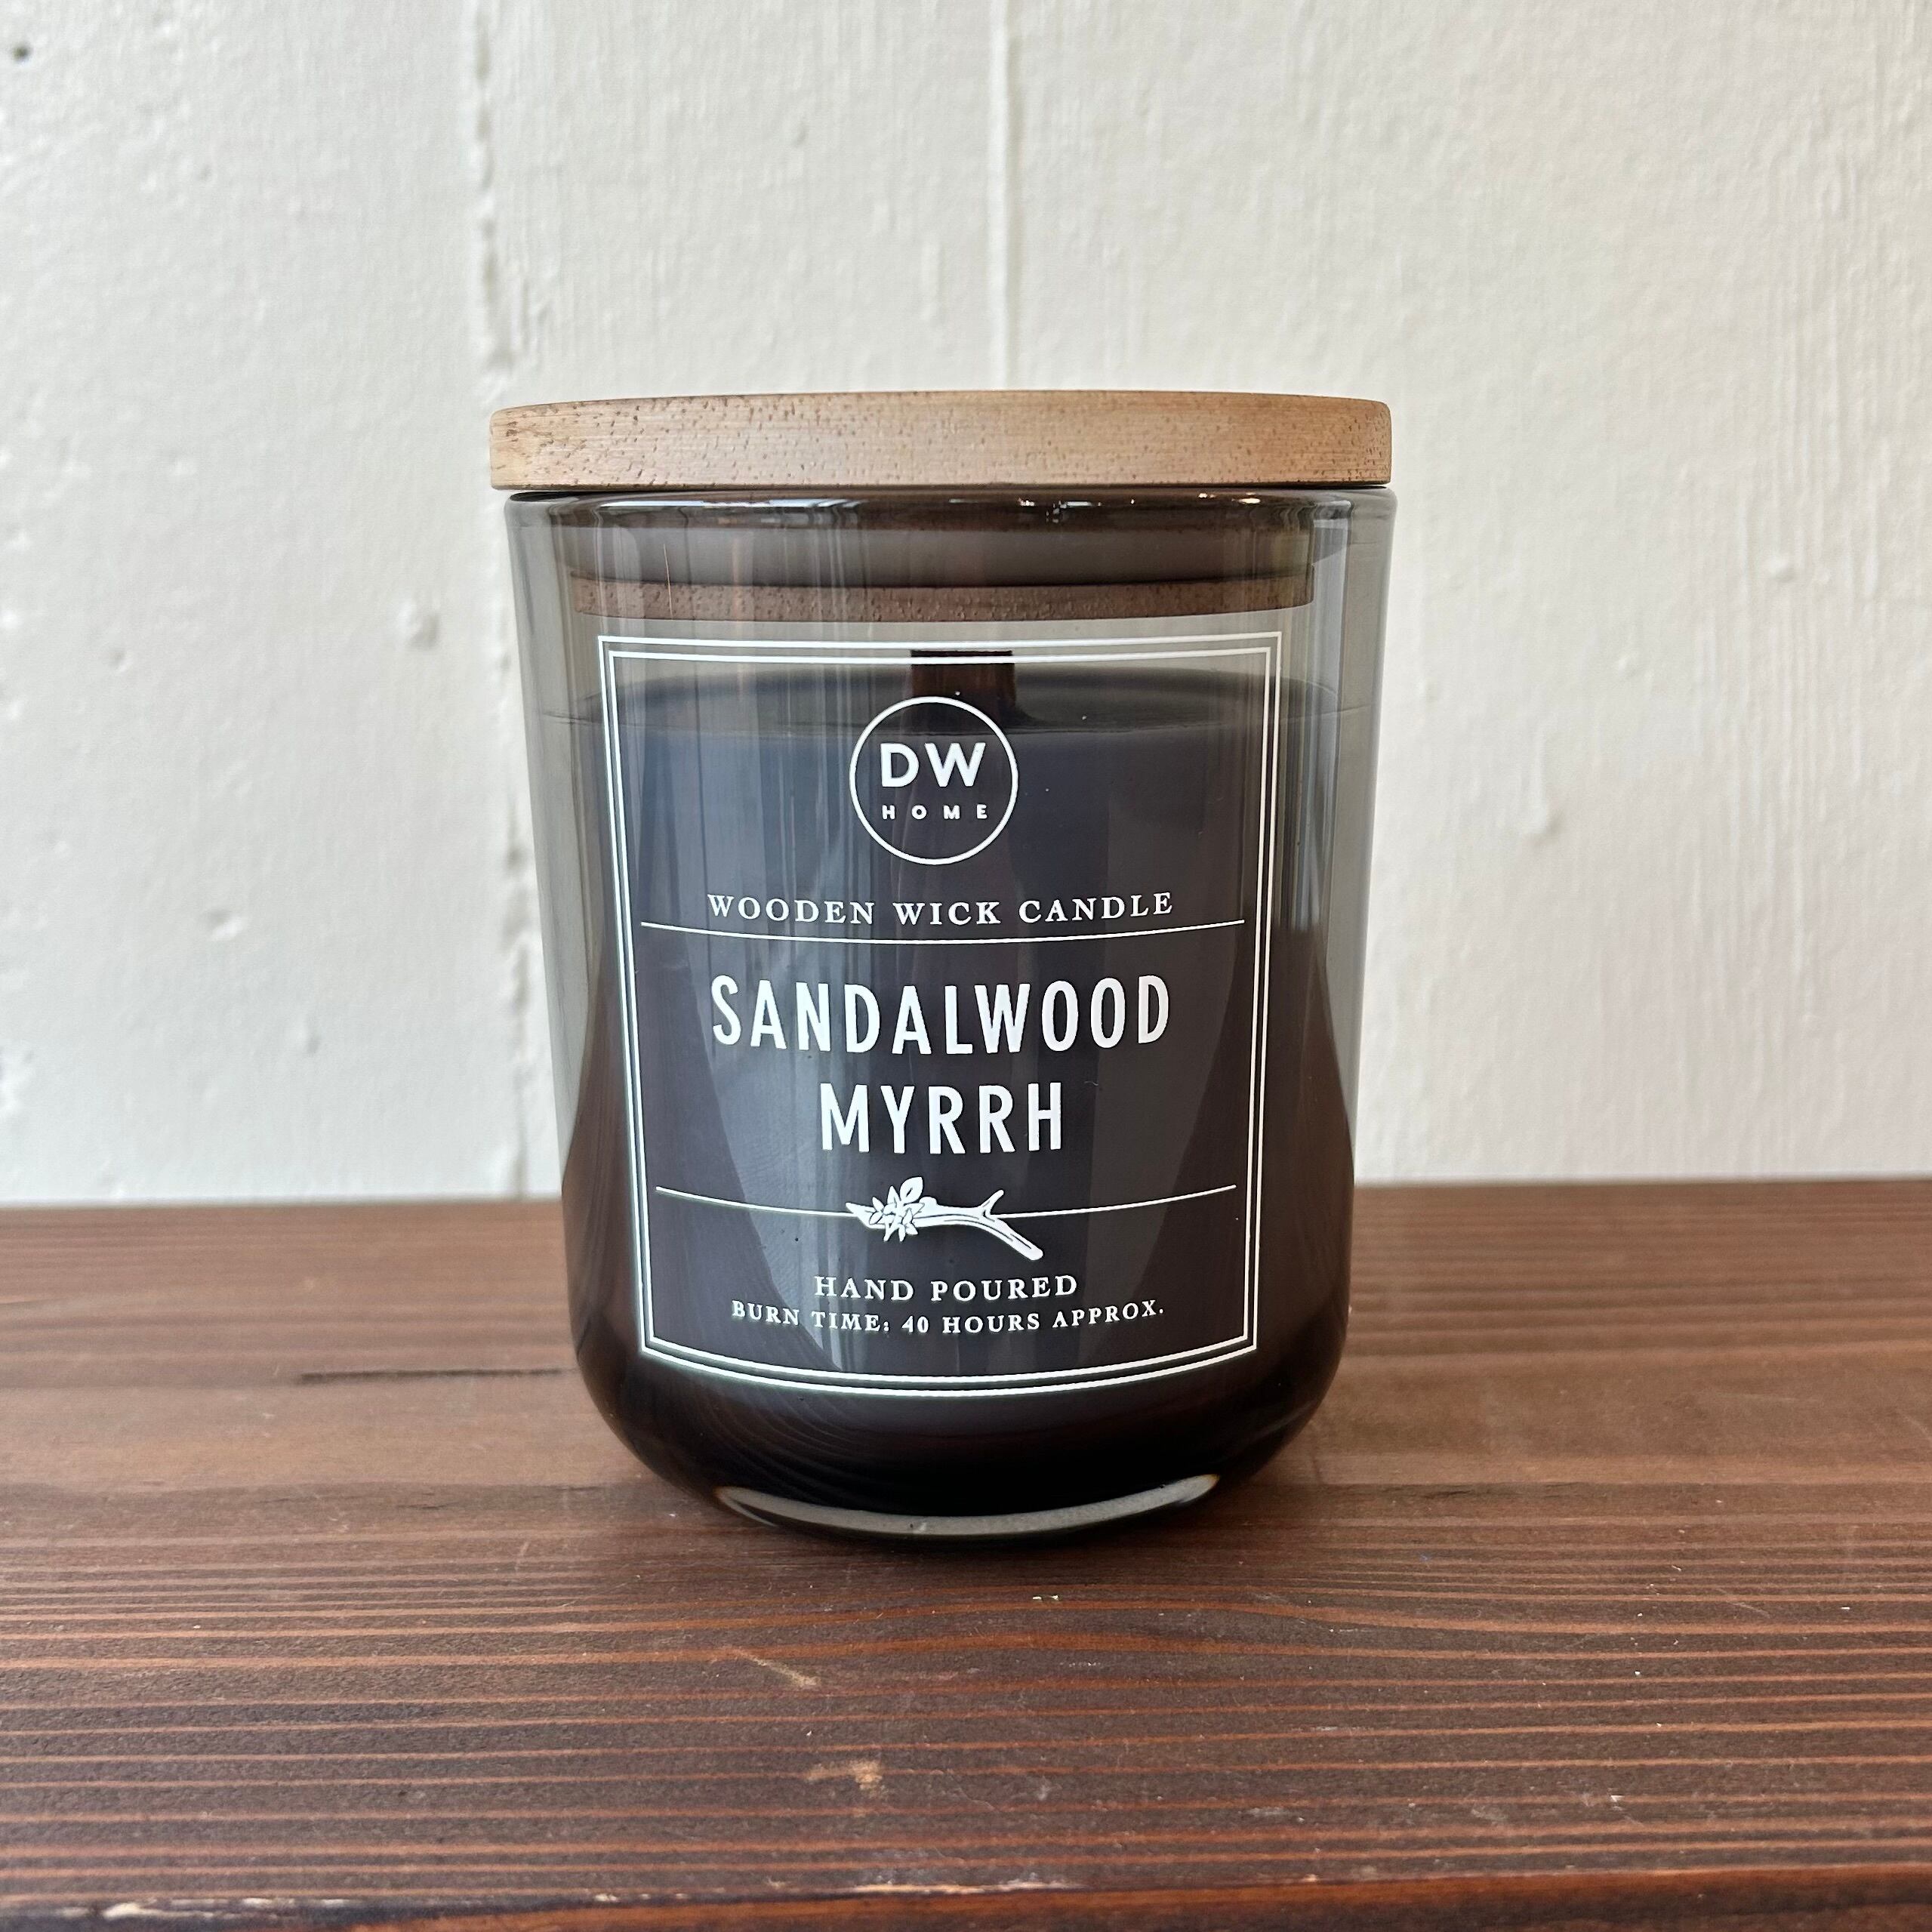 DW
HOME
WOODEN WICK CANDLE
SANDALWOOD
MYRRH
HAND POURED
BURN TIME: 40 HOURS APPROX.